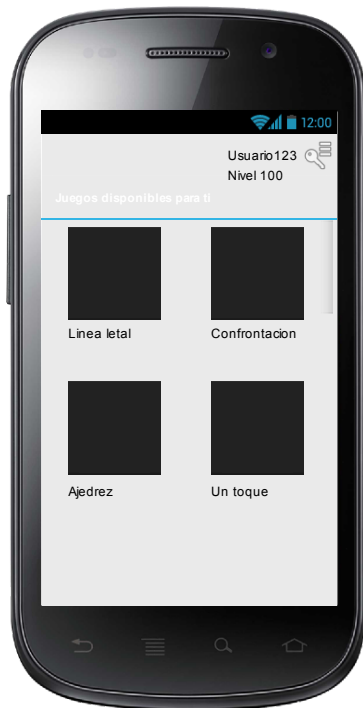 12:00
Usuario123
Nivel 100
Juegos disponibles para ti
Linea letal
Confrontacion
Ajedrez
Un toque